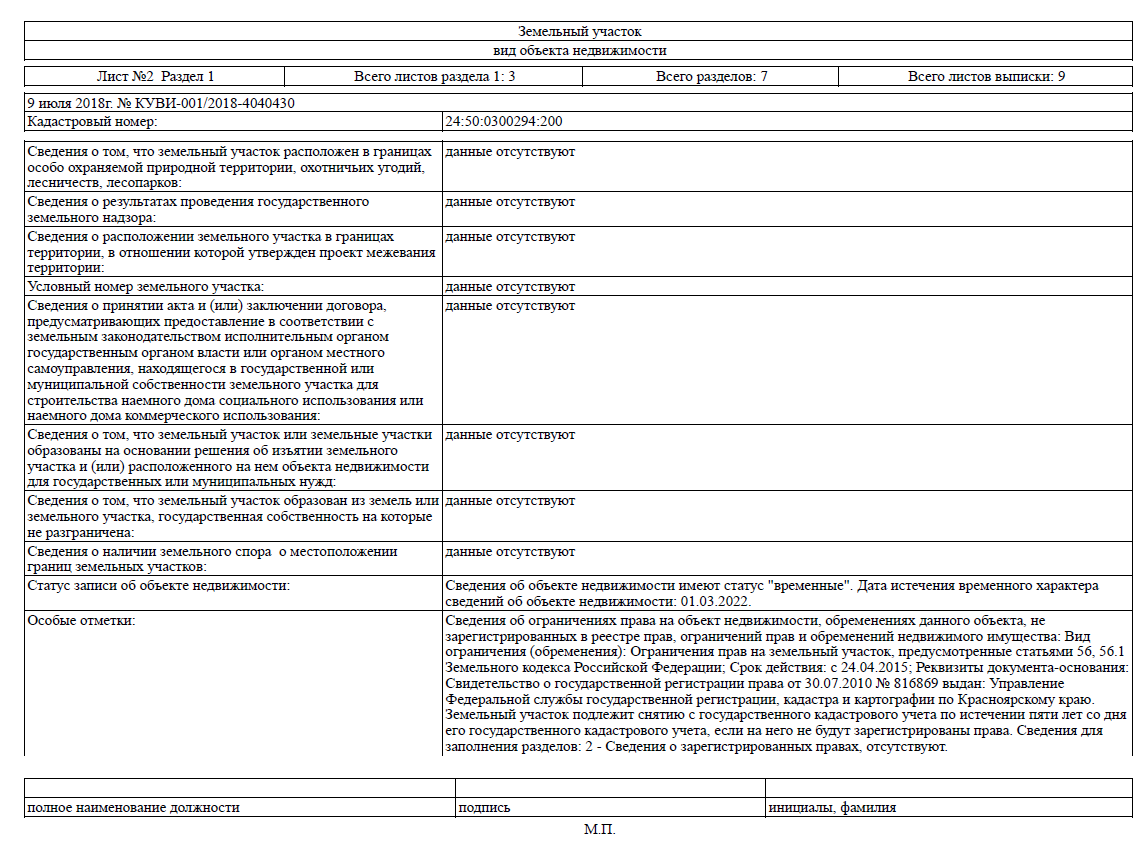 Земельный участок
вид объекта недвижимости
Лист №2 Раздел 1 Всего листов раздела 1: 3 Всего разделов: 7 Всего листов выписки: 9
9 июля 2018г. № КУВИ-001/2018-4040430
Кадастровый номер: 24:50:0300294:200
Сведения о том, что земельный участок расположен в границах данные отсутствуют
особо охраняемой природной территории, охотничьих угодий,
лесничеств, лесопарков:
Сведения о результатах проведения государственного данные отсутствуют
земельного надзора:
Сведения о расположении земельного участка в границах данные отсутствуют
территории, в отношении которой утвержден проект межевания
территории:
Условный номер земельного участка: данные отсутствуют
Сведения о принятии акта и (или) заключении договора, данные отсутствуют
предусматривающих предоставление в соответствии с
земельным законодательством исполнительным органом
государственным органом власти или органом местного
самоуправления, находящегося в государственной или
муниципальной собственности земельного участка для
строительства наемного дома социального использования или
наемного дома коммерческого использования:
Сведения о том, что земельный участок или земельные участки данные отсутствуют
образованы на основании решения об изъятии земельного
участка и (или) расположенного на нем объекта недвижимости
для государственных или муниципальных нужд:
Сведения о том, что земельный участок образован из земель или данные отсутствуют
земельного участка, государственная собственность на которые
не разграничена:
Сведения о наличии земельного спора о местоположении данные отсутствуют
границ земельных участков:
Статус записи об объекте недвижимости: Сведения об объекте недвижимости имеют статус "временные". Дата истечения временного характера
сведений об объекте недвижимости: 01.03.2022.
Особые отметки: Сведения об ограничениях права на объект недвижимости, обременениях данного объекта, не
зарегистрированных в реестре прав, ограничений прав и обременений недвижимого имущества: Вид
ограничения (обременения): Ограничения прав на земельный участок, предусмотренные статьями 56, 56.1
Земельного кодекса Российской Федерации; Срок действия: с 24.04.2015; Реквизиты документа-основания:
Свидетельство о государственной регистрации права от 30.07.2010 № 816869 выдан: Управление
Федеральной службы государственной регистрации, кадастра и картографии по Красноярскому краю.
Земельный участок подлежит снятию с государственного кадастрового учета по истечении пяти лет со дня
его государственного кадастрового учета, если на него не будут зарегистрированы права. Сведения для
заполнения разделов: 2 - Сведения о зарегистрированных правах, отсутствуют.
полное наименование должности подпись инициалы, фамилия
М.П.